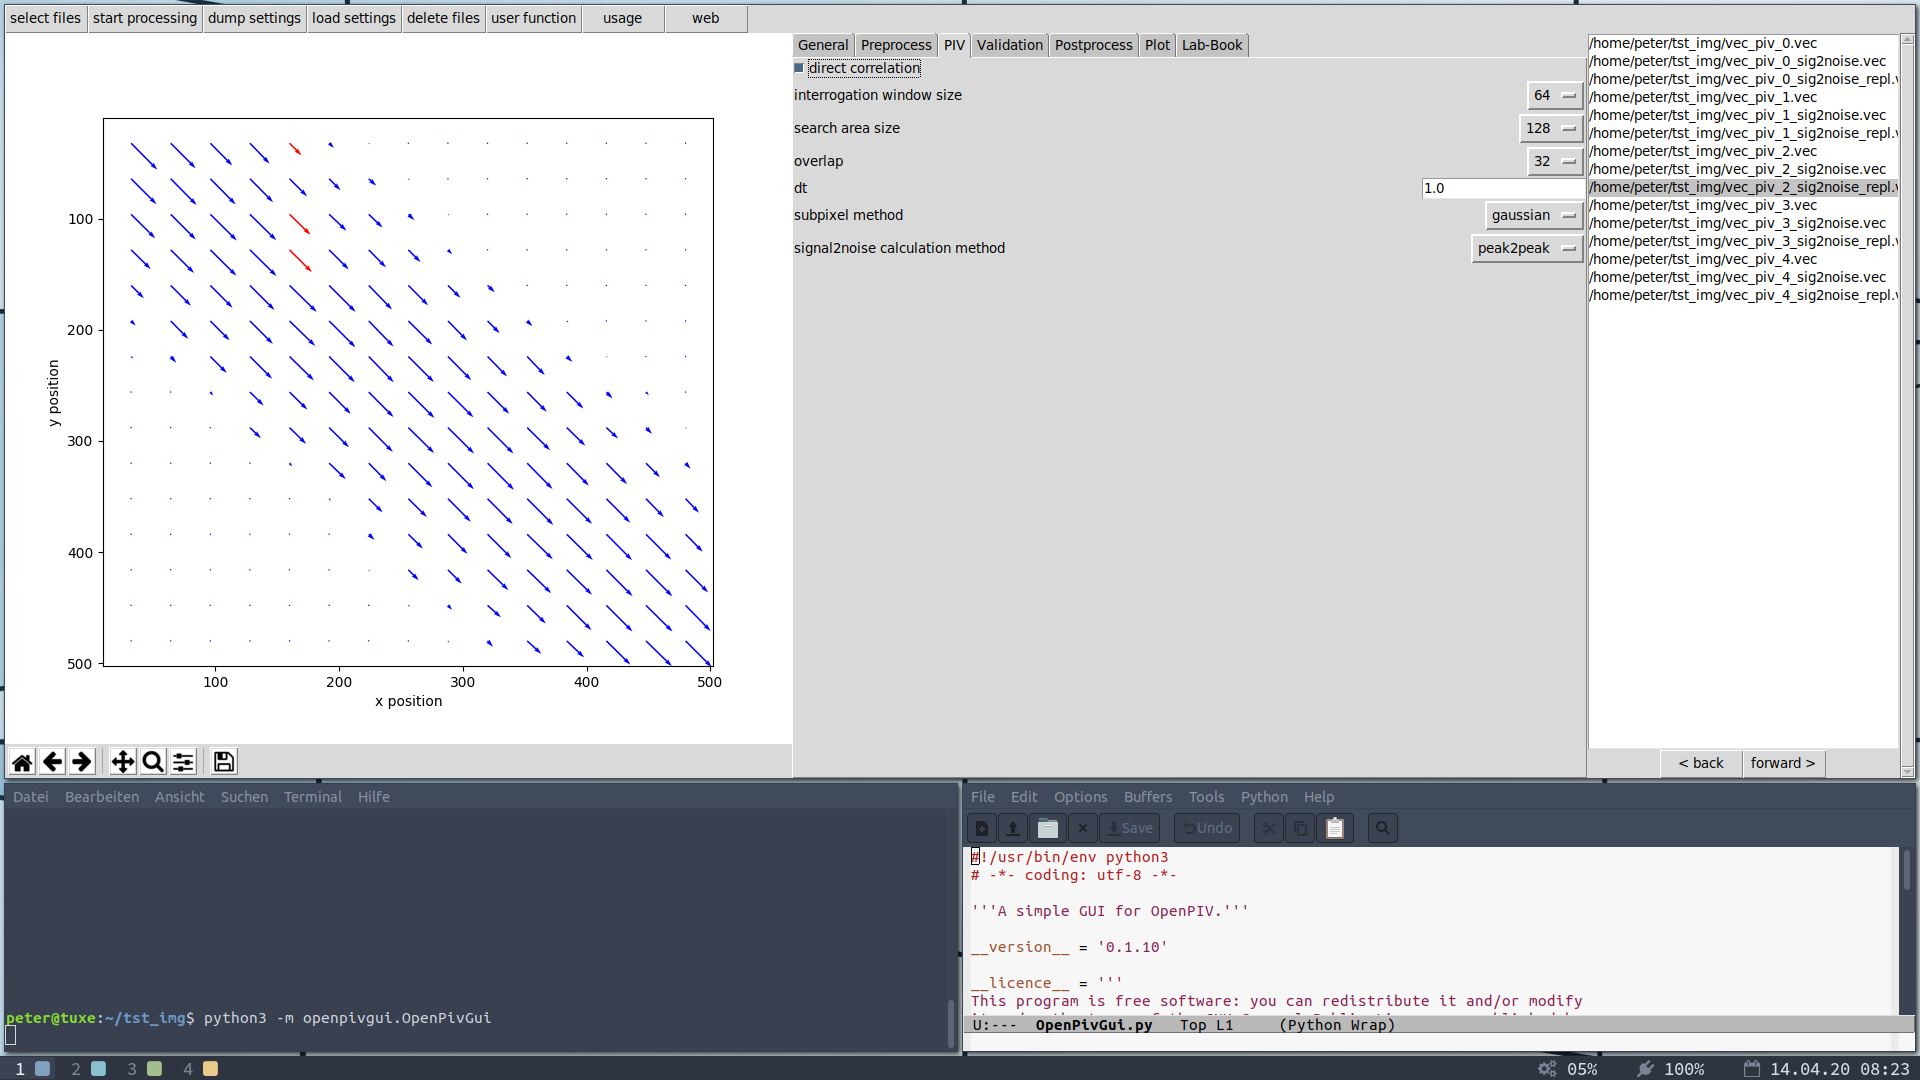 select files start processing dump settings load settings delete files user function usage web
General Preprocess PIV Validation Postprocess Plot Lab-Book
direct correlation
interrogation window size 64
search area size 128
overlap 32
dt 1.0
subpixel method gaussian
signal2noise calculation method peak2peak
100
200
300
400
500
y position
100 200 300 400 500
x position
/home/peter/tst_img/vec_piv_0.vec
/home/peter/tst_img/vec_piv_0_sig2noise.vec
/home/peter/tst_img/vec_piv_0_sig2noise_repl.v
/home/peter/tst_img/vec_piv_1.vec
/home/peter/tst_img/vec_piv_1_sig2noise.vec
/home/peter/tst_img/vec_piv_1_sig2noise_repl.v
/home/peter/tst_img/vec_piv_2.vec
/home/peter/tst_img/vec_piv_2_sig2noise.vec
/home/peter/tst_img/vec_piv_2_sig2noise_repl.v
/home/peter/tst_img/vec_piv_3.vec
/home/peter/tst_img/vec_piv_3_sig2noise.vec
/home/peter/tst_img/vec_piv_3_sig2noise_repl.v
/home/peter/tst_img/vec_piv_4.vec
/home/peter/tst_img/vec_piv_4_sig2noise.vec
/home/peter/tst_img/vec_piv_4_sig2noise_repl.v
< back forward >
Datei Bearbeiten Ansicht Suchen Terminal Hilfe
peter@tuxe:~/tst_img$ python3 -m openpivgui.OpenPivGui
File Edit Options Buffers Tools Python Help
Save Undo
#!/usr/bin/env python3
# -*- coding: utf-8 -*-
'''A simple GUI for OpenPIV.'''
__version__ = '0.1.10'
__licence__ = '''
This program is free software: you can redistribute it and/or modify
U:--- OpenPivGui.py Top L1 (Python Wrap)
1 2 3 4 05% 100% 14.04.20 08:23